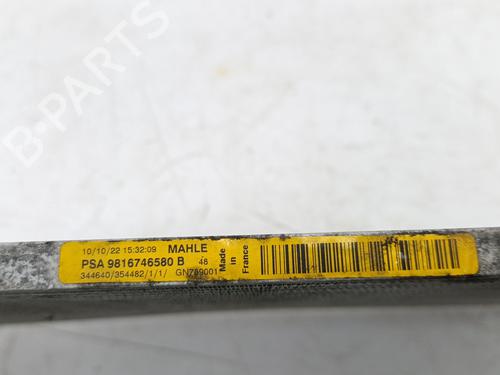 B-PARTS
10/10/22 15:32:09 MAHLE
PSA 9816746580 B 48
344640/354482/1/1/ GN769001
Made
in
France